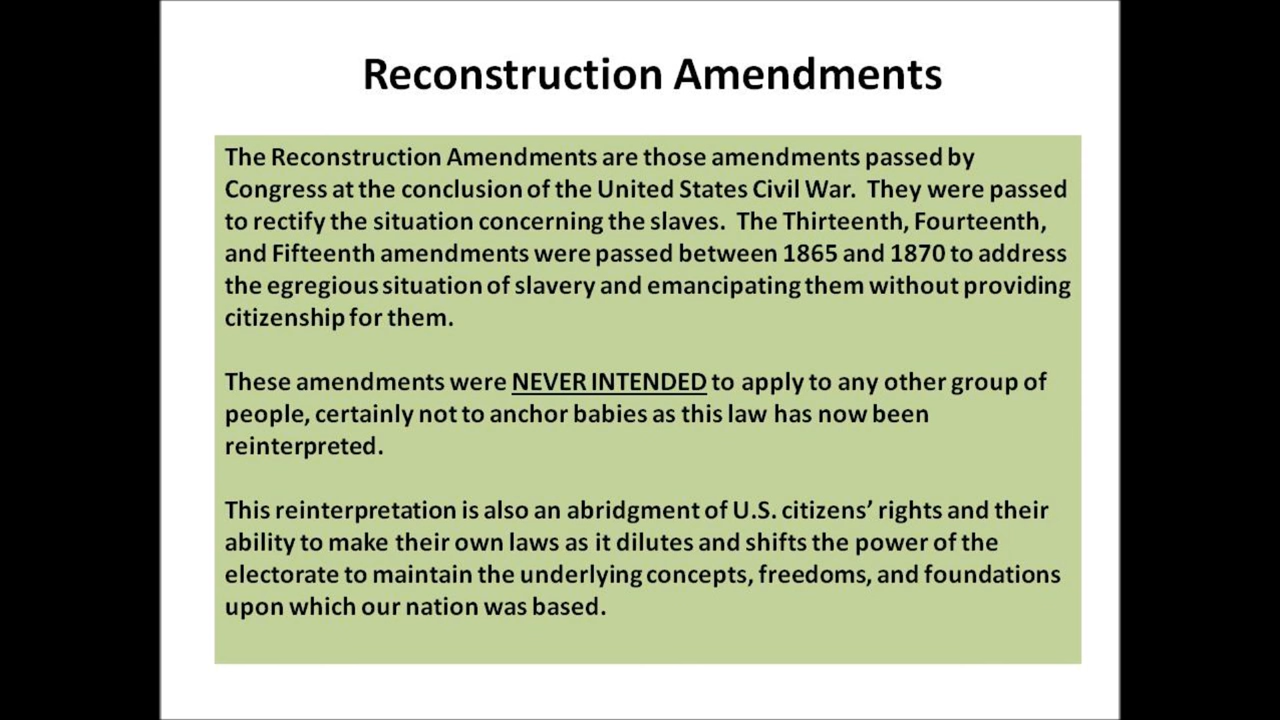 Reconstruction Amendments
The Reconstruction Amendments are those amendments passed by
Congress at the conclusion of the United States Civil War.  They were passed
to rectify the situation concerning the slaves.  The Thirteenth, Fourteenth,
and Fifteenth amendments were passed between 1865 and 1870 to address
the egregious situation of slavery and emancipating them without providing
citizenship for them.
These amendments were NEVER INTENDED to apply to any other group of
people, certainly not to anchor babies as this law has now been
reinterpreted.
This reinterpretation is also an abridgment of U.S. citizens’ rights and their
ability to make their own laws as it dilutes and shifts the power of the
electorate to maintain the underlying concepts, freedoms, and foundations
upon which our nation was based.